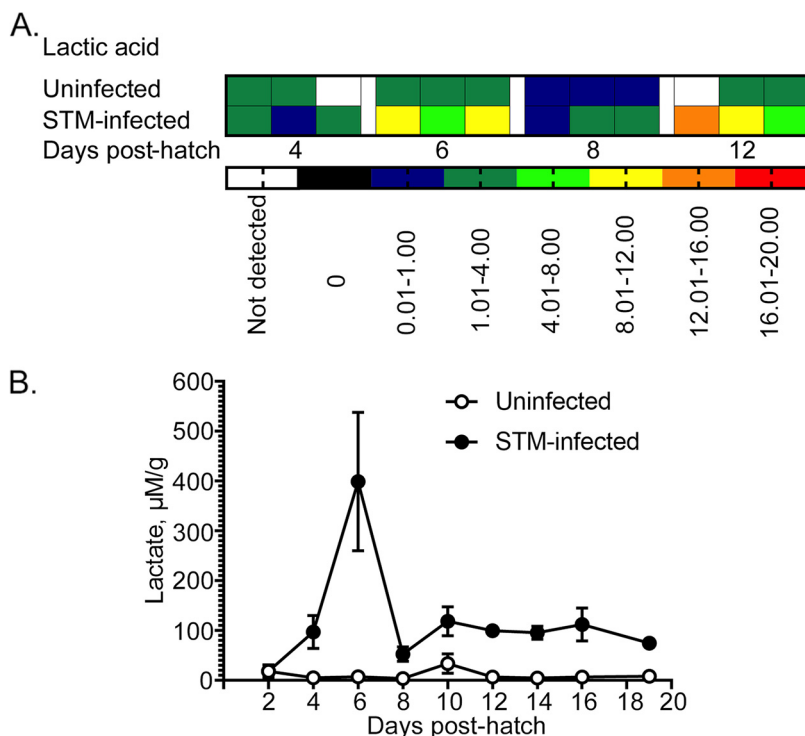 A.
Lactic acid
Uninfected
STM-infected
Days post-hatch 4 6 8 12
Not detected 0 0.01-1.00 1.01-4.00 4.01-8.00 8.01-12.00 12.01-16.00 16.01-20.00
B.
Lactate, µM/g
600
500
400
300
200
100
0
Uninfected
STM-infected
2 4 6 8 10 12 14 16 18 20
Days post-hatch